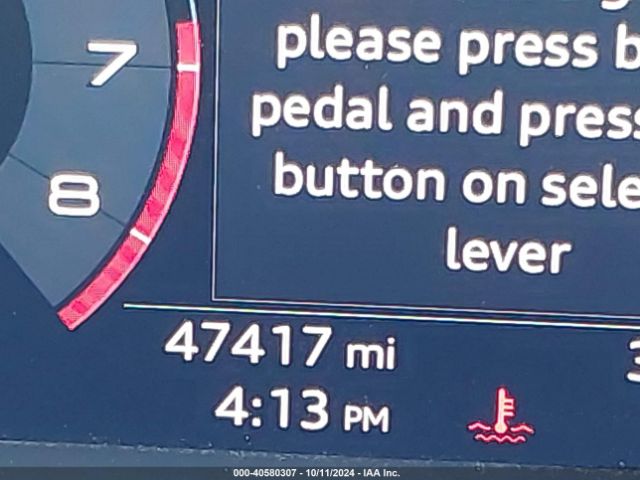 please press b
pedal and press
button on sele
lever
7
8
47417 mi
4:13 PM
000-40580307 - 10/11/2024 - IAA Inc.